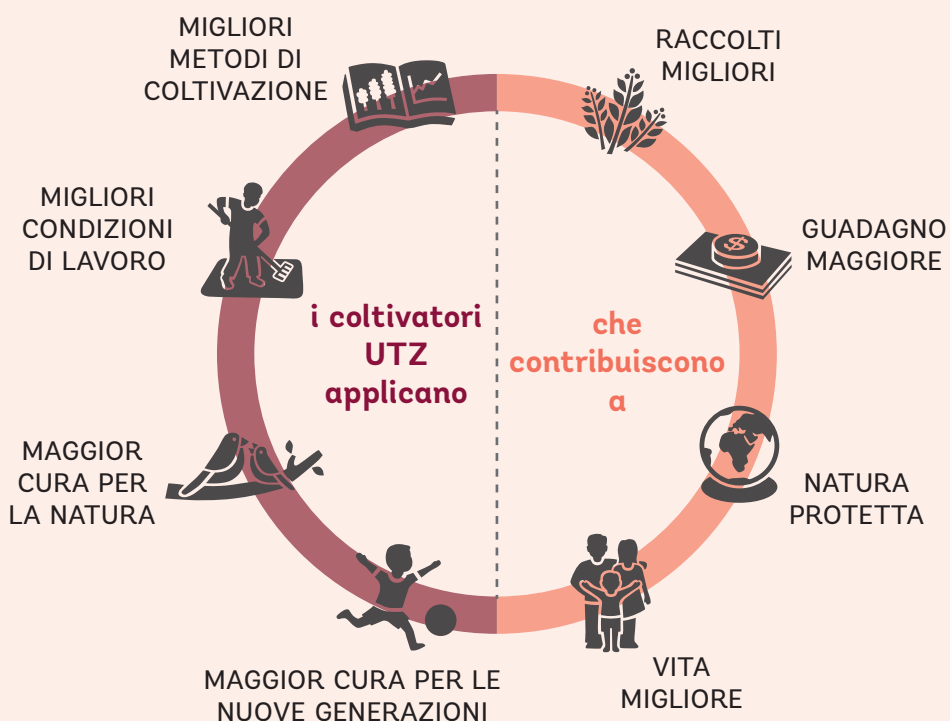 MIGLIORI
METODI DI
COLTIVAZIONE
RACCOLTI
MIGLIORI
MIGLIORI
CONDIZIONI
DI LAVORO
GUADAGNO
MAGGIORE
$
i coltivatori
UTZ
applicano
che
contribuiscono
a
MAGGIOR
CURA PER
LA NATURA
NATURA
PROTETTA
MAGGIOR CURA PER LE
NUOVE GENERAZIONI
VITA
MIGLIORE